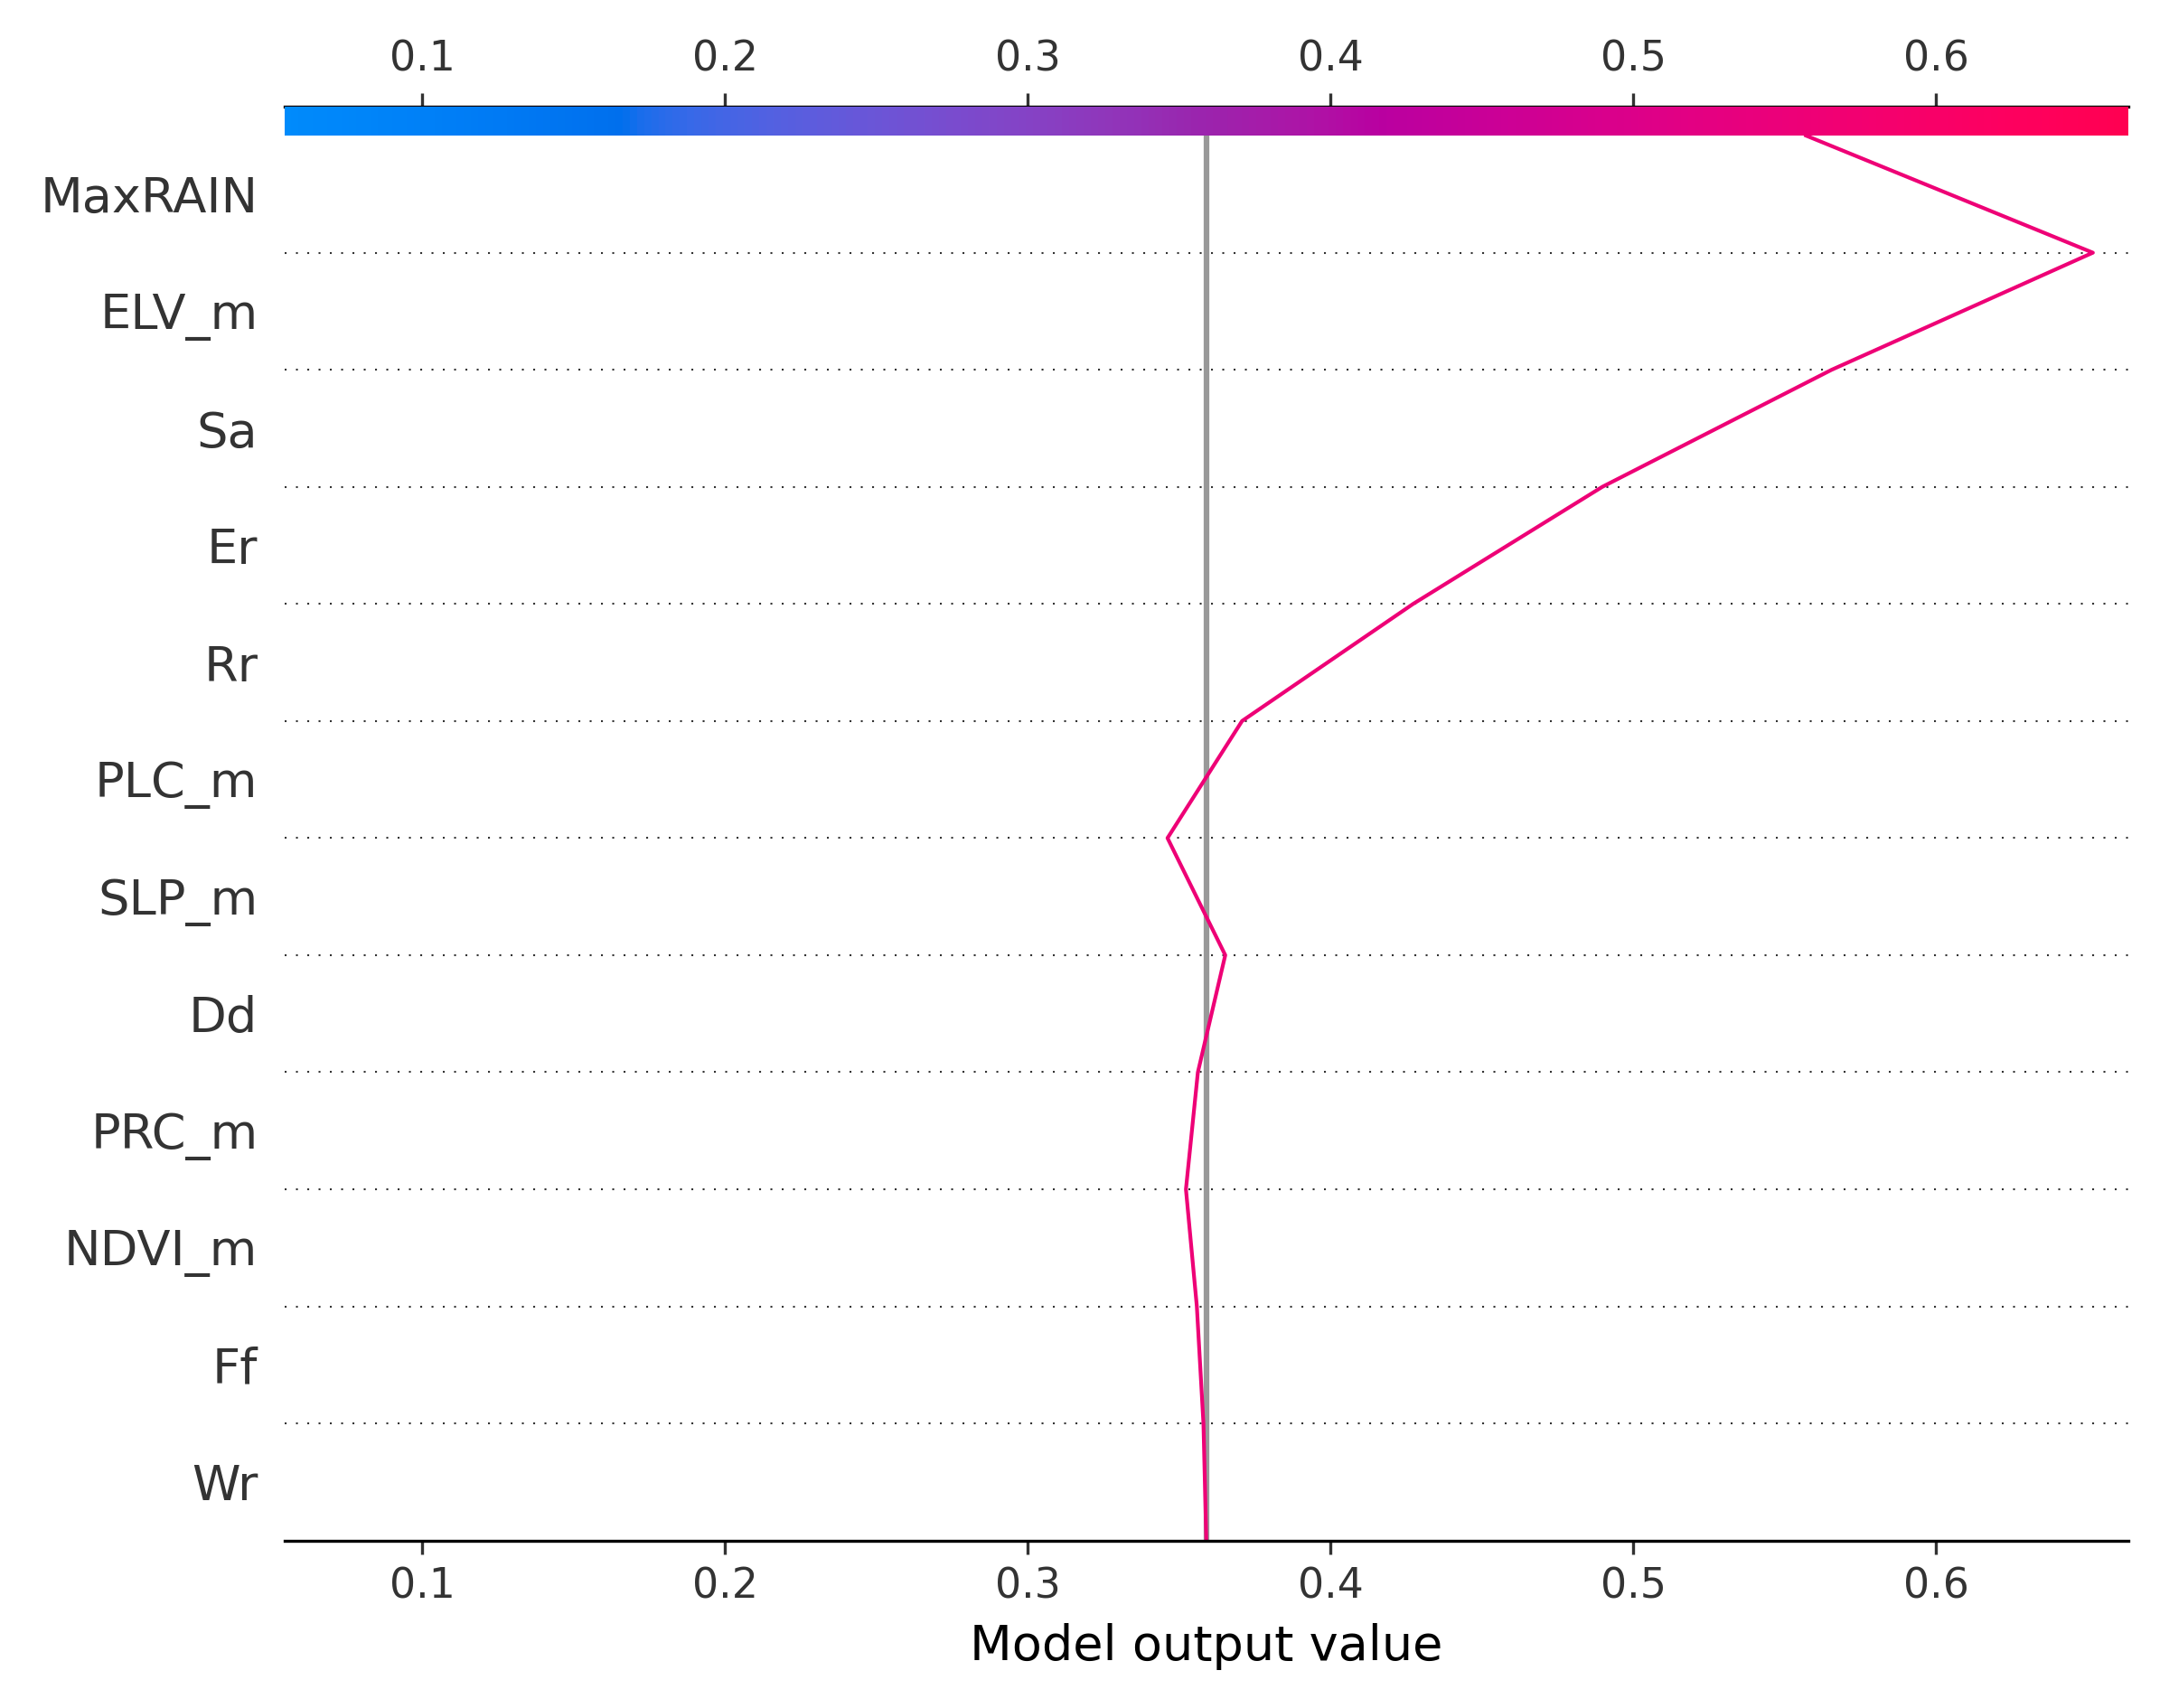 0.1 0.2 0.3 0.4 0.5 0.6
MaxRAIN
ELV_m
Sa
Er
Rr
PLC_m
SLP_m
Dd
PRC_m
NDVI_m
Ff
Wr
0.1 0.2 0.3 0.4 0.5 0.6
Model output value